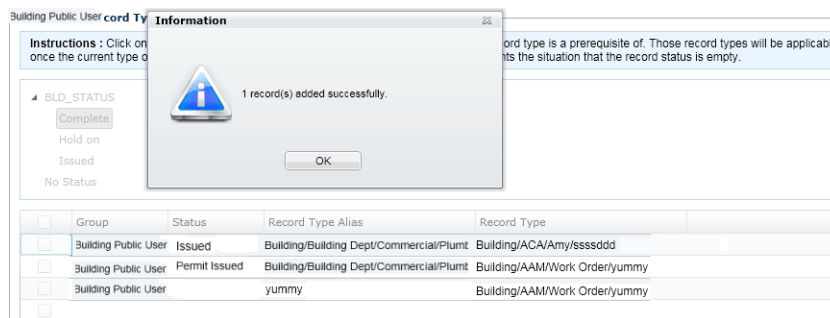 Building Public User cord Ty
Information
Instructions : Click on
ord type is a prerequisite of. Those record types will be applicabl
once the current type o
nts the situation that the record status is empty.
1 record(s) added successfully.
OK
BLD_STATUS
Complete
Hold on
Issued
No Status
Group Status Record Type Alias Record Type
Building Public User Issued Building/Building Dept/Commercial/Plumb Building/ACA/Amy/ssssddd
Building Public User Permit Issued Building/Building Dept/Commercial/Plumb Building/AAM/Work Order/yummy
Building Public User yummy Building/AAM/Work Order/yummy